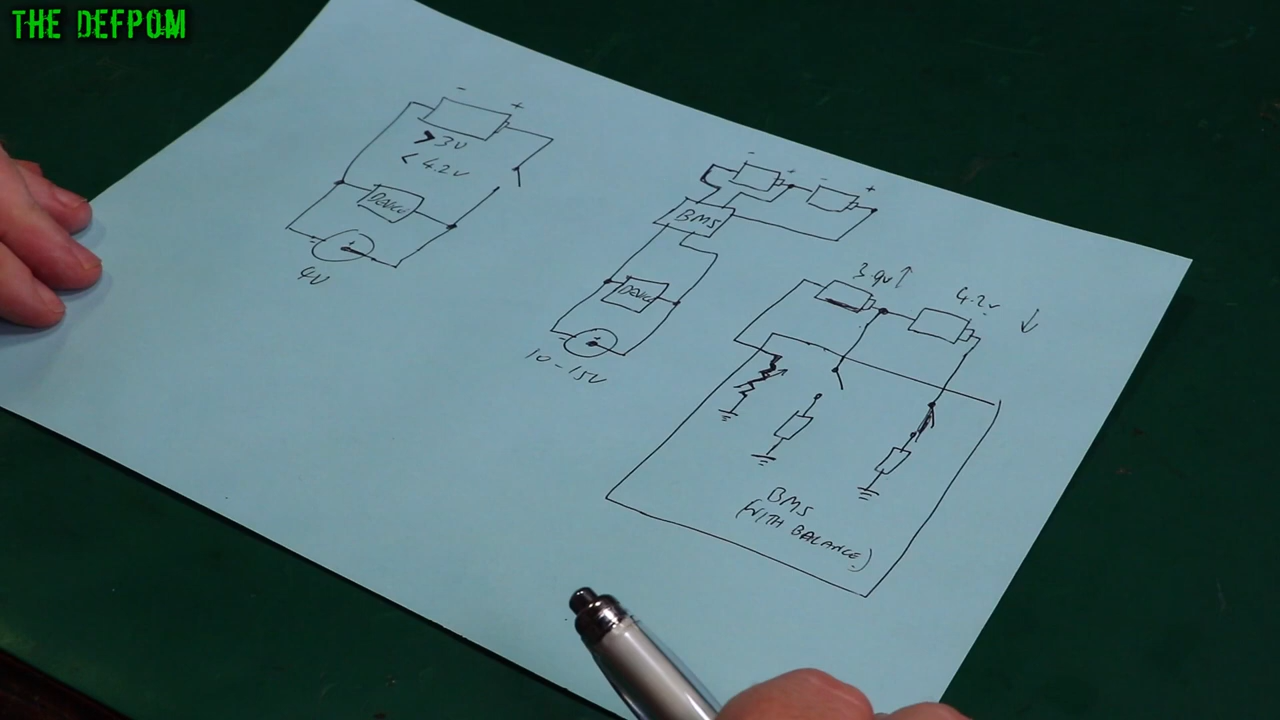 THE DEFPOM
- +
>3V
<4.2V
Device
4V
- + - +
BMS
Device
10-15V
3.9V↑
4.2V ↓
BMS
(WITH BALANCE)